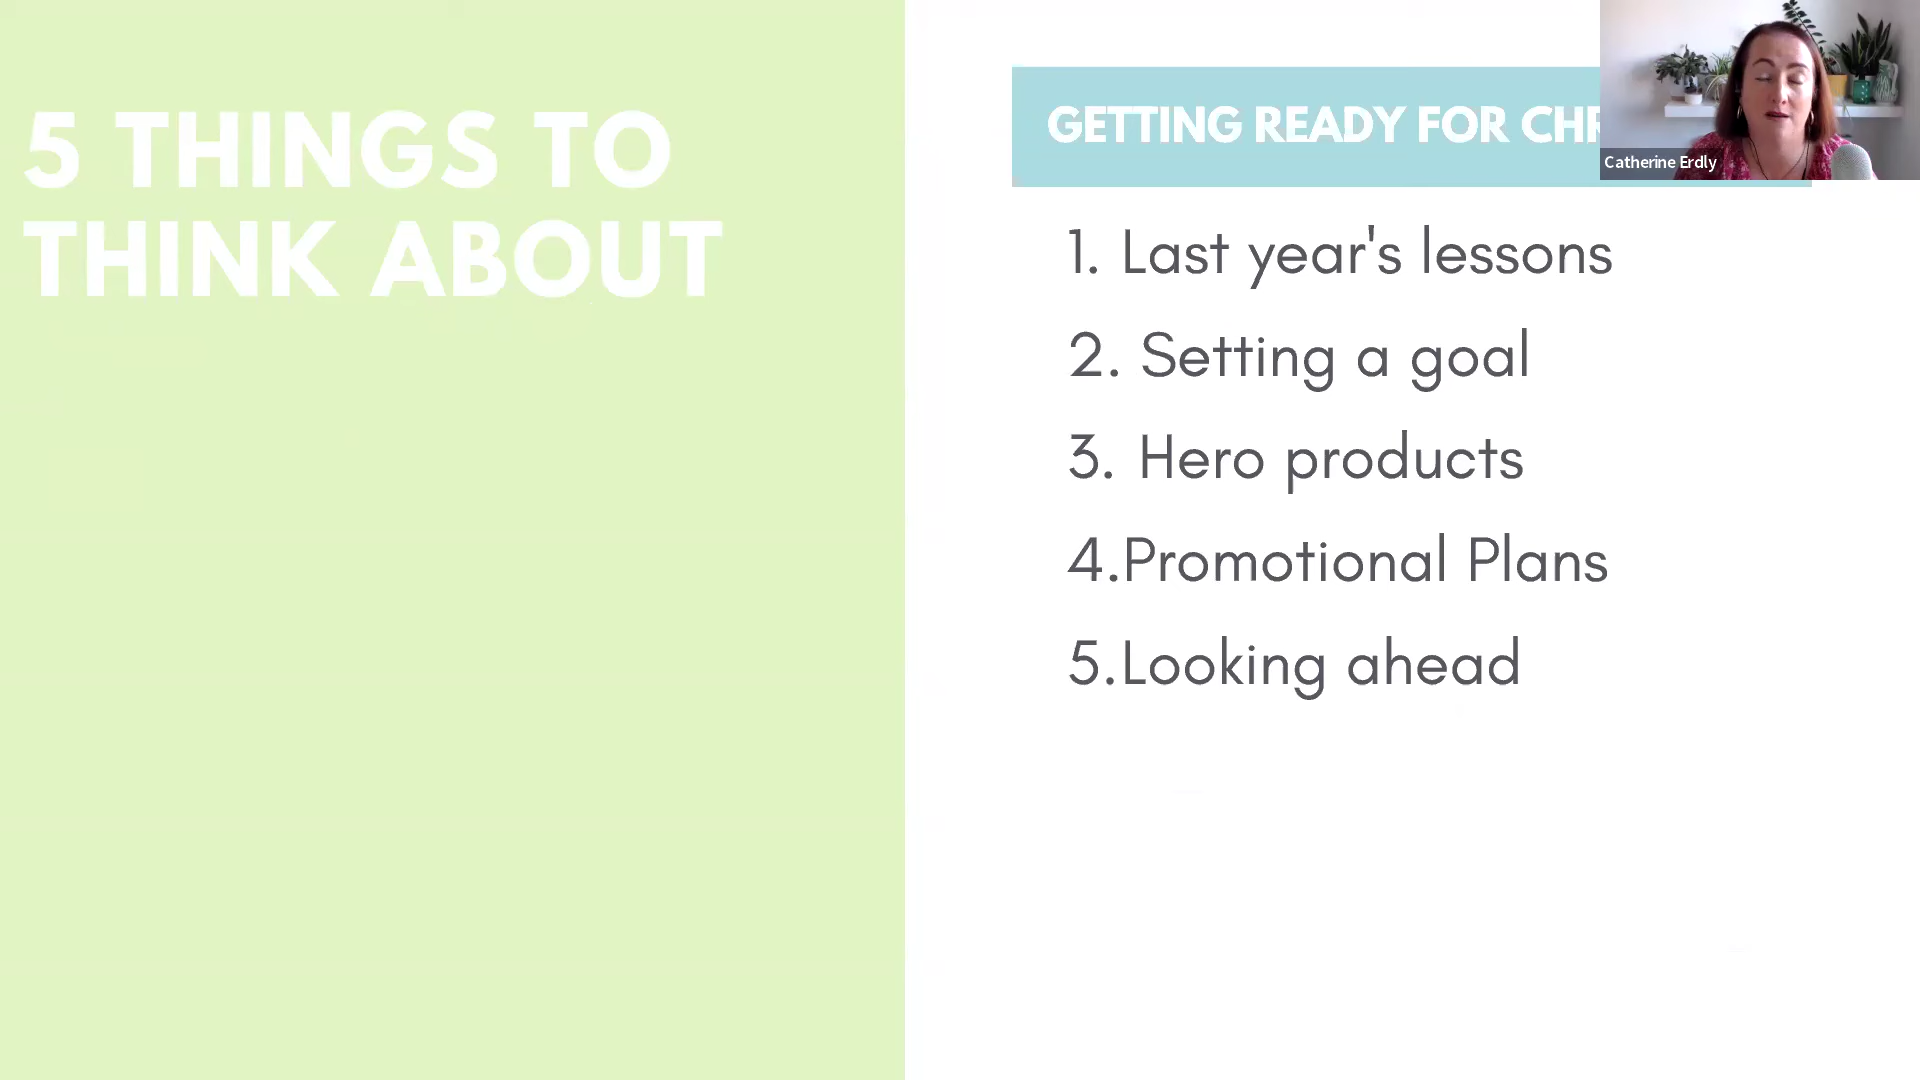 5 THINGS TO
THINK ABOUT
GETTING READY FOR CHR
Catherine Erdly
1. Last year's lessons
2. Setting a goal
3. Hero products
4.Promotional Plans
5.Looking ahead